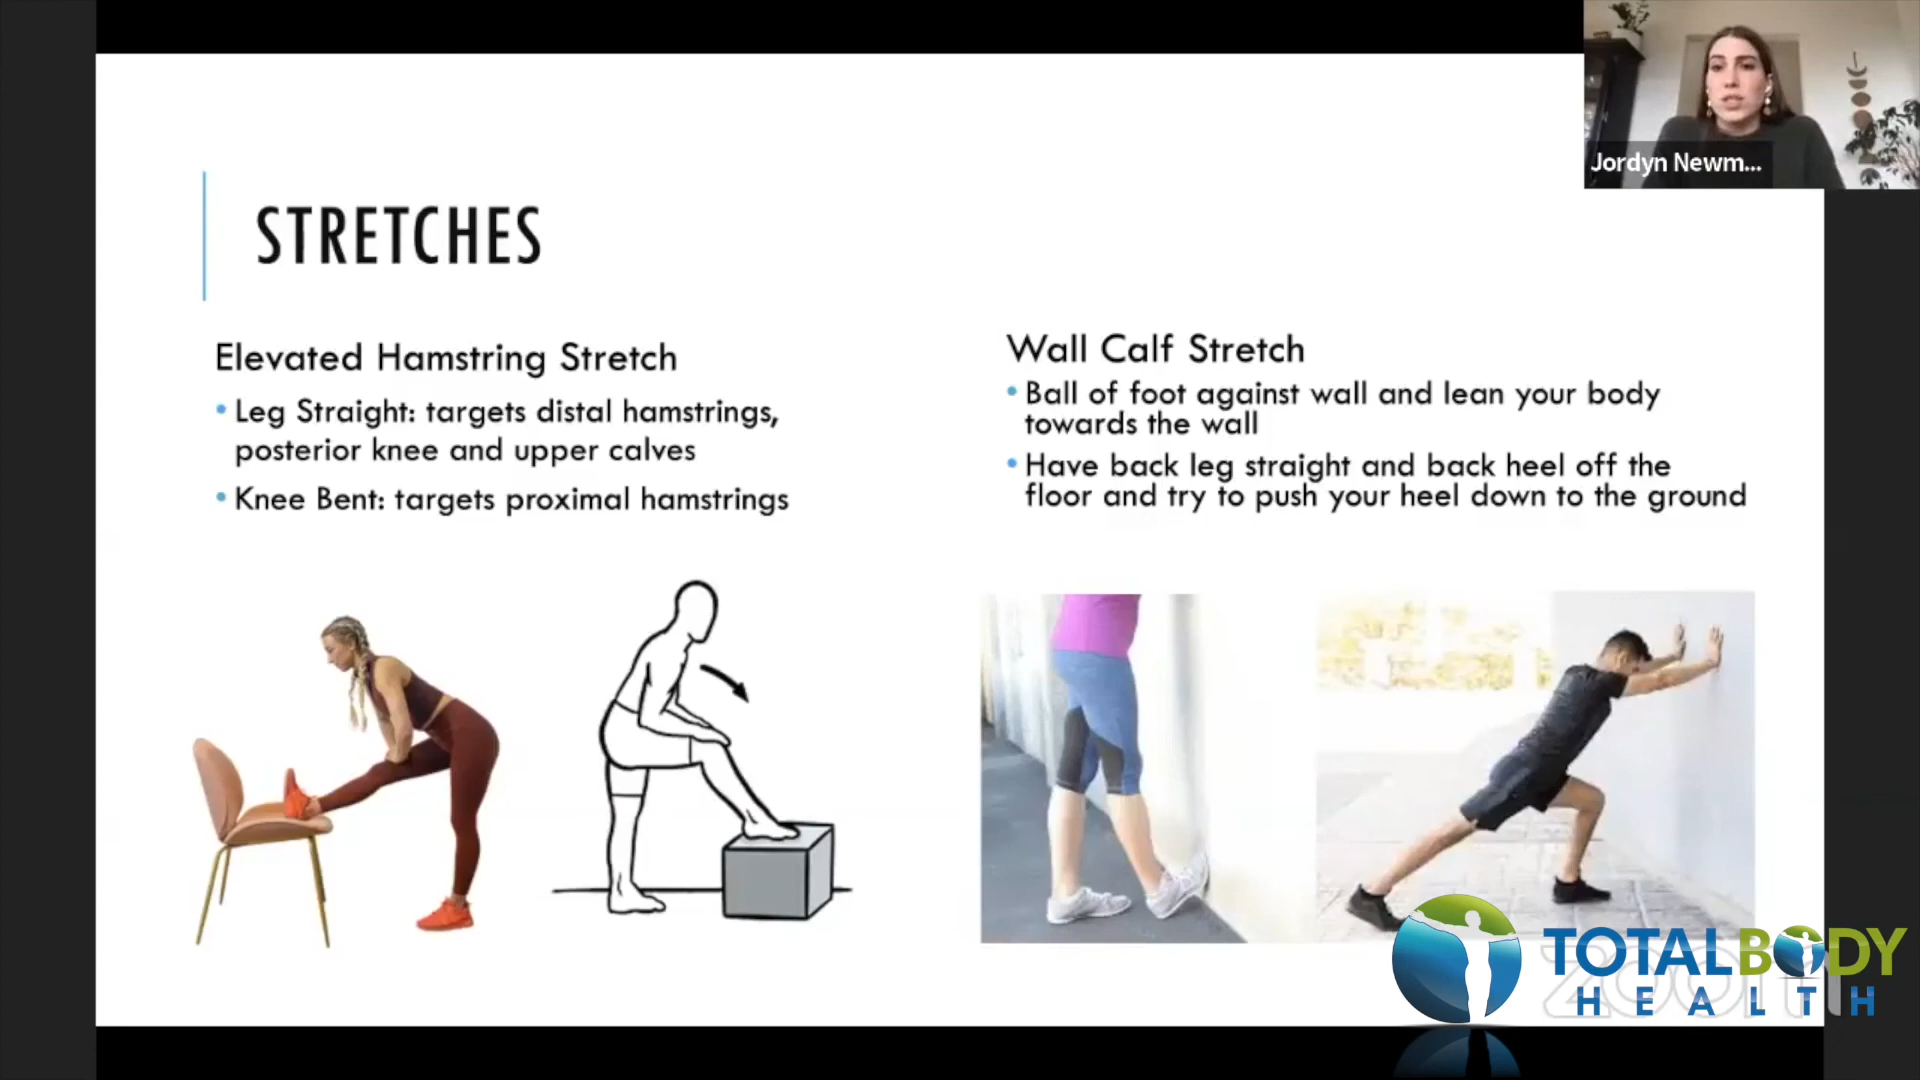 Jordyn Newm...
STRETCHES
Elevated Hamstring Stretch
• Leg Straight: targets distal hamstrings,
posterior knee and upper calves
• Knee Bent: targets proximal hamstrings
Wall Calf Stretch
• Ball of foot against wall and lean your body
towards the wall
• Have back leg straight and back heel off the
floor and try to push your heel down to the ground
TOTALBODY
HEALTH
zoom